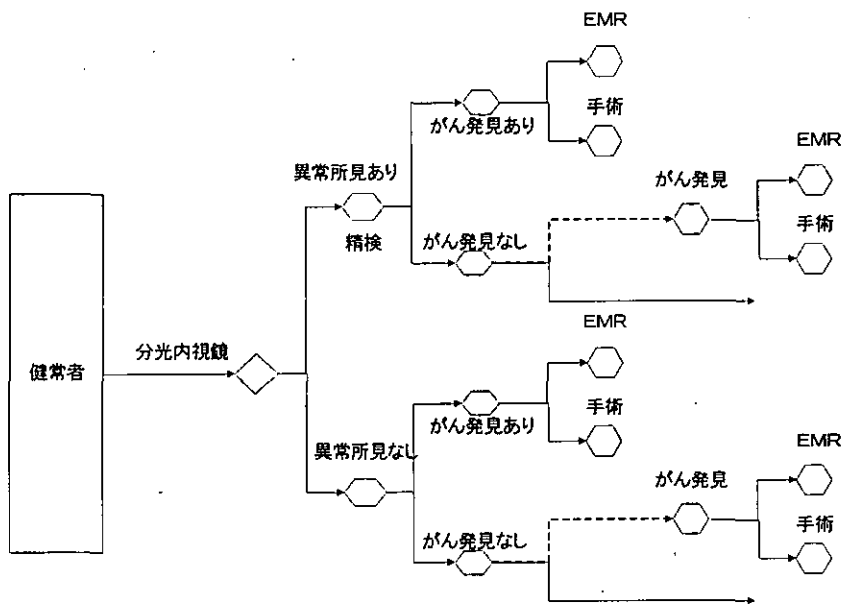 EMR
手術
がん発見あり
異常所見あり
精検
がん発見なし
がん発見
EMR
手術
健常者
分光内視鏡
EMR
手術
がん発見あり
異常所見なし
がん発見なし
がん発見
EMR
手術